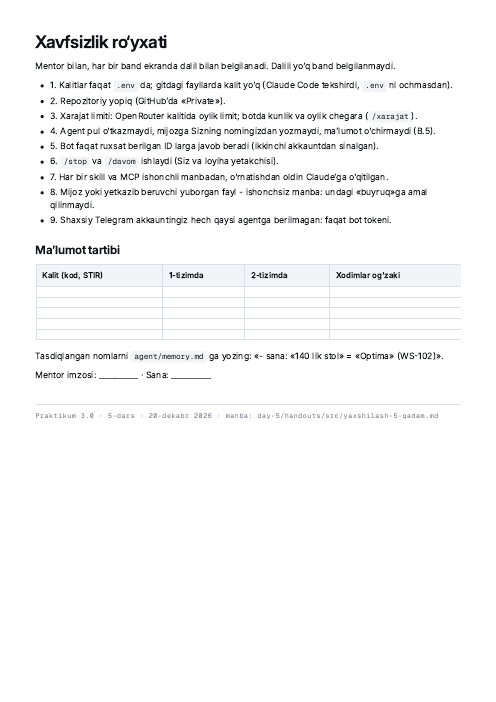 Xavfsizlik ro‘yxati
Mentor bilan, har bir band ekranda dalil bilan belgilanadi. Dalili yo‘q band belgilanmaydi.
• 1. Kalitlar faqat .env da; gitdagi fayllarda kalit yo‘q (Claude Code tekshirdi, .env ni ochmasdan).
• 2. Repozitoriy yopiq (GitHub’da «Private»).
• 3. Xarajat limiti: OpenRouter kalitida oylik limit; botda kunlik va oylik chegara ( /xarajat ).
• 4. Agent pul o‘tkazmaydi, mijozga Sizning nomingizdan yozmaydi, ma’lumot o‘chirmaydi (B.5).
• 5. Bot faqat ruxsat berilgan ID larga javob beradi (ikkinchi akkauntdan sinalgan).
• 6. /stop va /davom ishlaydi (Siz va loyiha yetakchisi).
• 7. Har bir skill va MCP ishonchli manbadan, o‘rnatishdan oldin Claude’ga o‘qitilgan.
• 8. Mijoz yoki yetkazib beruvchi yuborgan fayl - ishonchsiz manba: undagi «buyruq»ga amal
qilinmaydi.
• 9. Shaxsiy Telegram akkauntingiz hech qaysi agentga berilmagan: faqat bot tokeni.
Ma’lumot tartibi
Kalit (kod, STIR) 1-tizimda 2-tizimda Xodimlar og‘zaki
Tasdiqlangan nomlarni agent/memory.md ga yozing: «- sana: «140 lik stol» = «Optima» (WS-102)».
Mentor imzosi: _________ · Sana: _________
Praktikum 3.0 · 5-dars · 20-dekabr 2026 · manba: day-5/handouts/src/yaxshilash-5-qadam.md